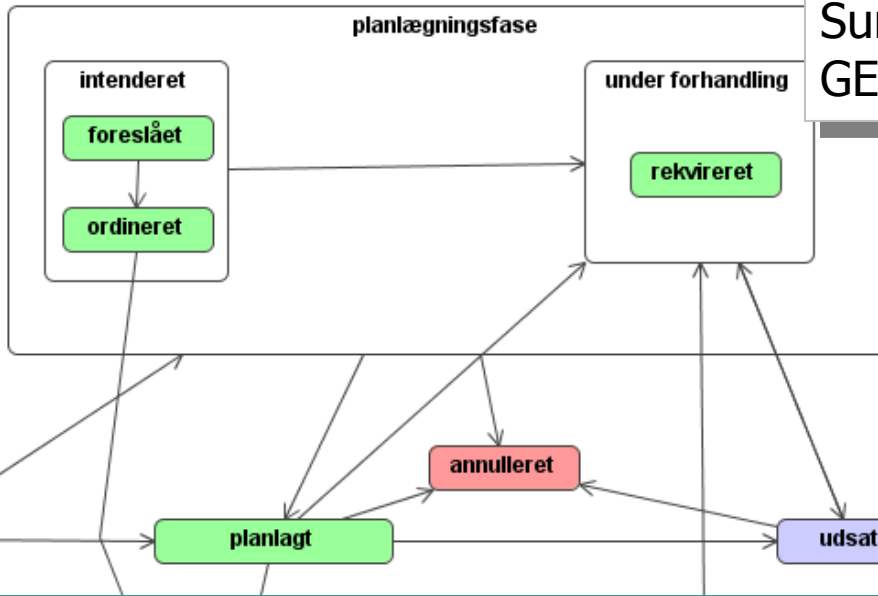 planlægningsfase
Sur
GE
intenderet
under forhandling
foreslået
rekvireret
ordineret
annulleret
planlagt
udsat